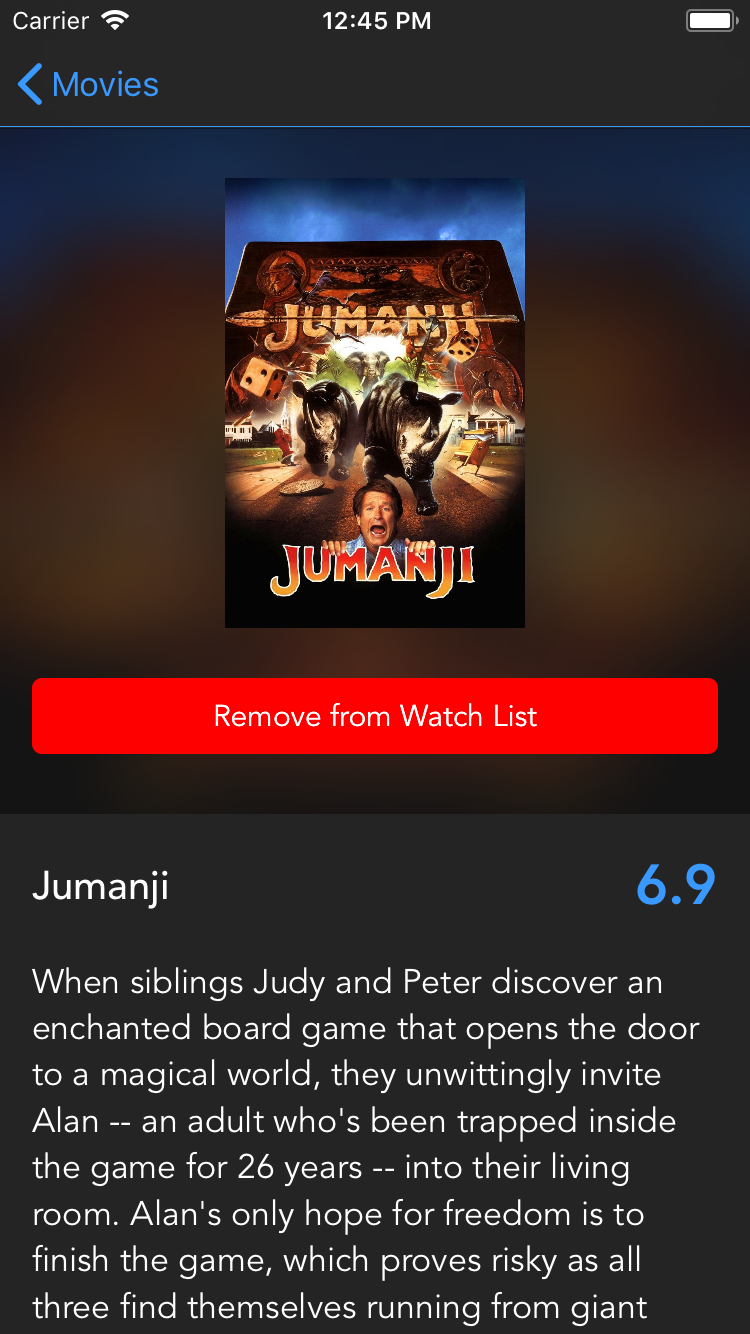 Carrier 12:45 PM
Movies
JUMANJI
JUMANJI
Remove from Watch List
Jumanji 6.9
When siblings Judy and Peter discover an
enchanted board game that opens the door
to a magical world, they unwittingly invite
Alan -- an adult who's been trapped inside
the game for 26 years -- into their living
room. Alan's only hope for freedom is to
finish the game, which proves risky as all
three find themselves running from giant